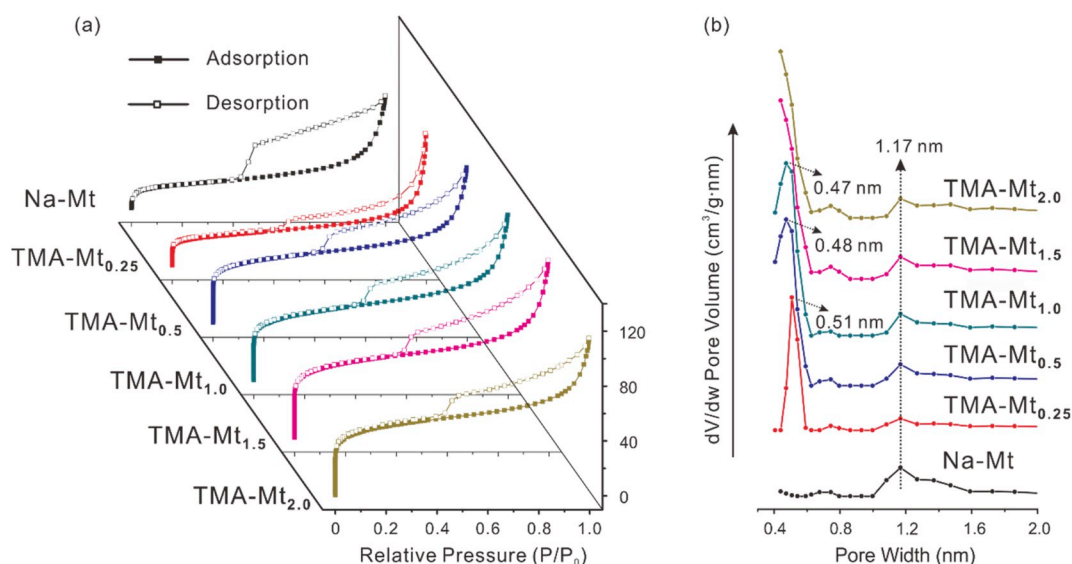 (a)
Adsorption
Desorption
Na-Mt
TMA-Mt0.25
TMA-Mt0.5
TMA-Mt1.0
TMA-Mt1.5
TMA-Mt2.0
120
80
40
0
0 0.2 0.4 0.6 0.8 1.0
Relative Pressure (P/P0)
(b)
dV/dw Pore Volume (cm³/g·nm)
1.17 nm
0.47 nm
0.48 nm
0.51 nm
TMA-Mt2.0
TMA-Mt1.5
TMA-Mt1.0
TMA-Mt0.5
TMA-Mt0.25
Na-Mt
0.4 0.8 1.2 1.6 2.0
Pore Width (nm)